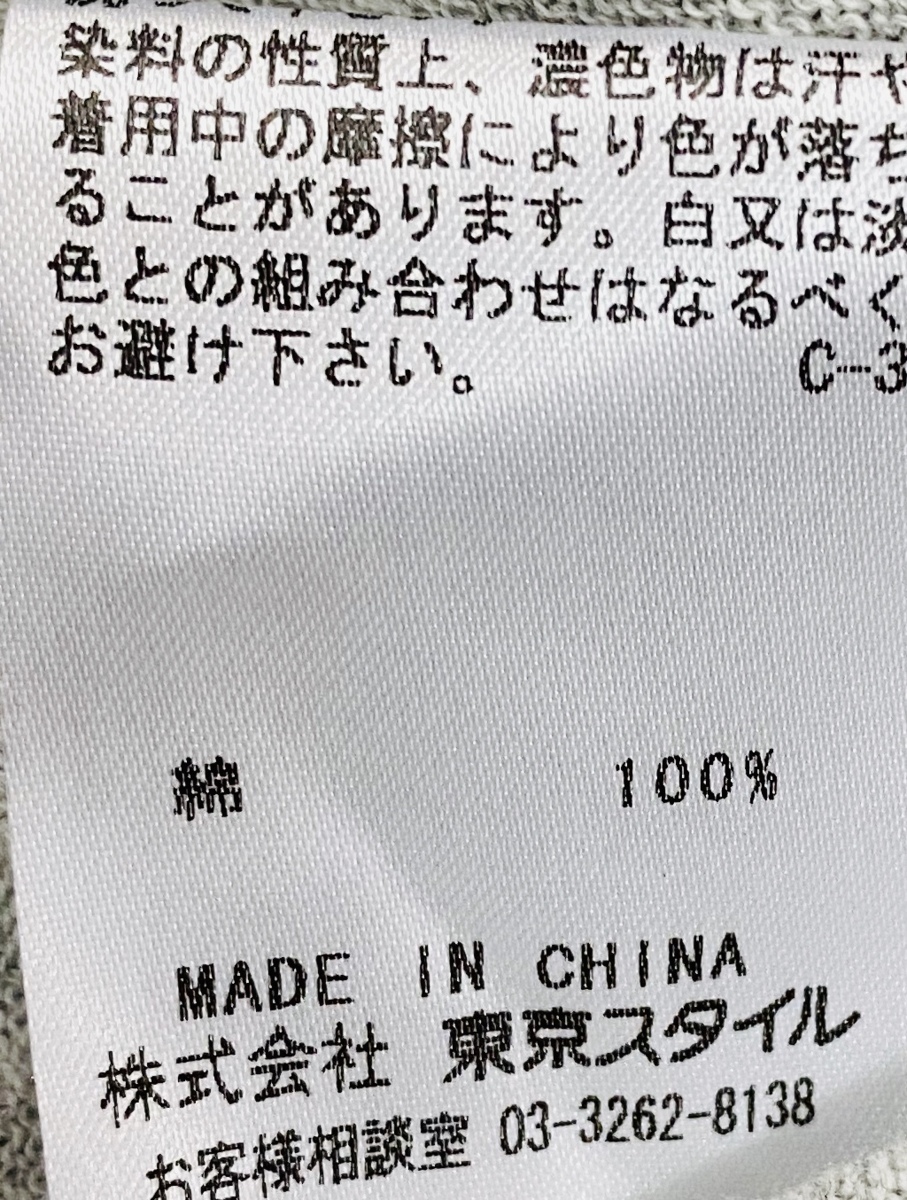 染料の性質上、濃色物は汗や
着用中の摩擦により色が落ち
ることがあります。白又は淡
色との組み合わせはなるべく
お避け下さい。 C-3
綿 100%
MADE IN CHINA
株式会社 東京スタイル
お客様相談室 03-3262-8138